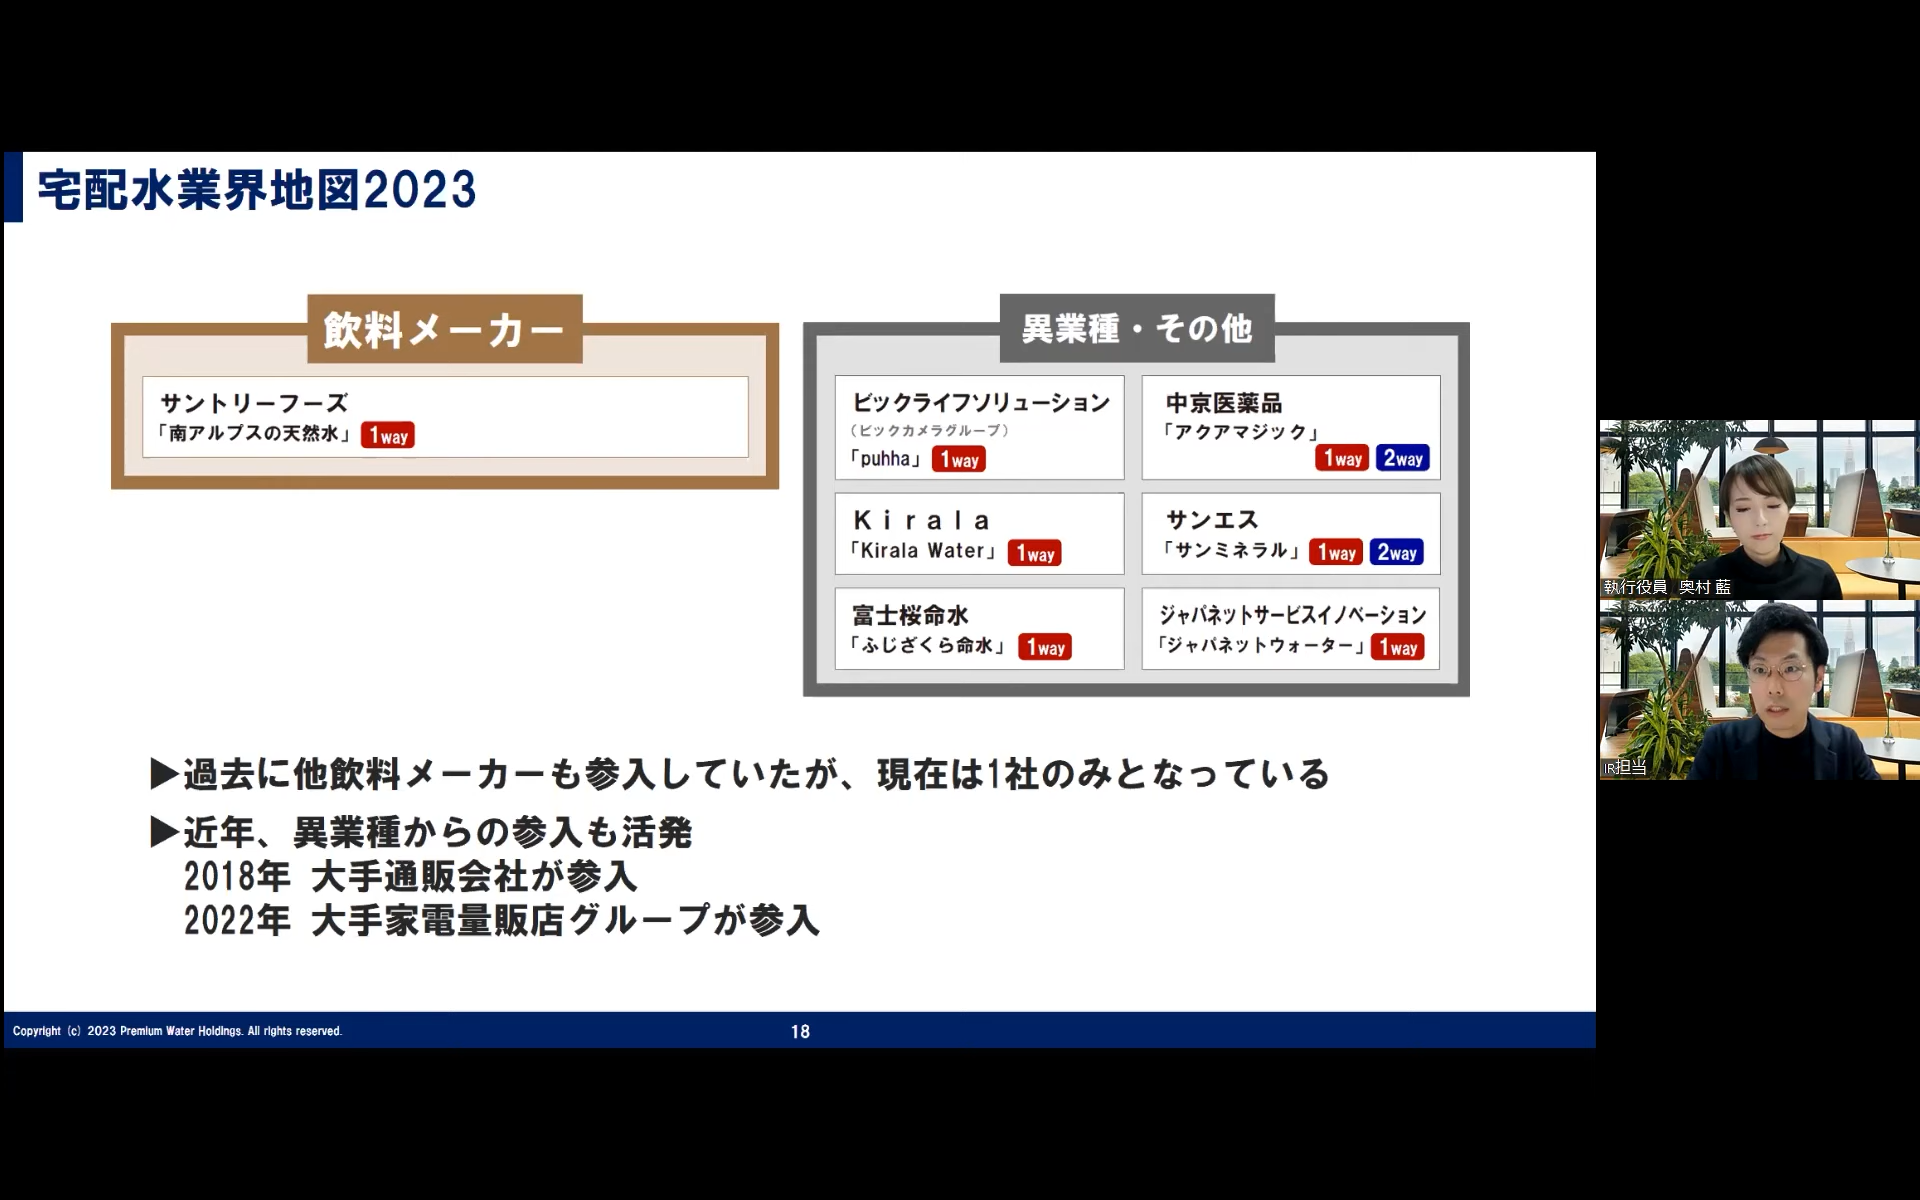 宅配水業界地図2023
飲料メーカー
サントリーフーズ
「南アルプスの天然水」 1way
異業種・その他
ビックライフソリューション
（ビックカメラグループ）
「puhha」 1way
中京医薬品
「アクアマジック」
1way 2way
Kirala
「Kirala Water」 1way
サンエス
「サンミネラル」 1way 2way
富士桜命水
「ふじざくら命水」 1way
ジャパネットサービスイノベーション
「ジャパネットウォーター」 1way
▶過去に他飲料メーカーも参入していたが、現在は1社のみとなっている
▶近年、異業種からの参入も活発
2018年 大手通販会社が参入
2022年 大手家電量販店グループが参入
Copyright (c) 2023 Premium Water Holdings. All rights reserved.
18
執行役員 奥村 藍
IR担当